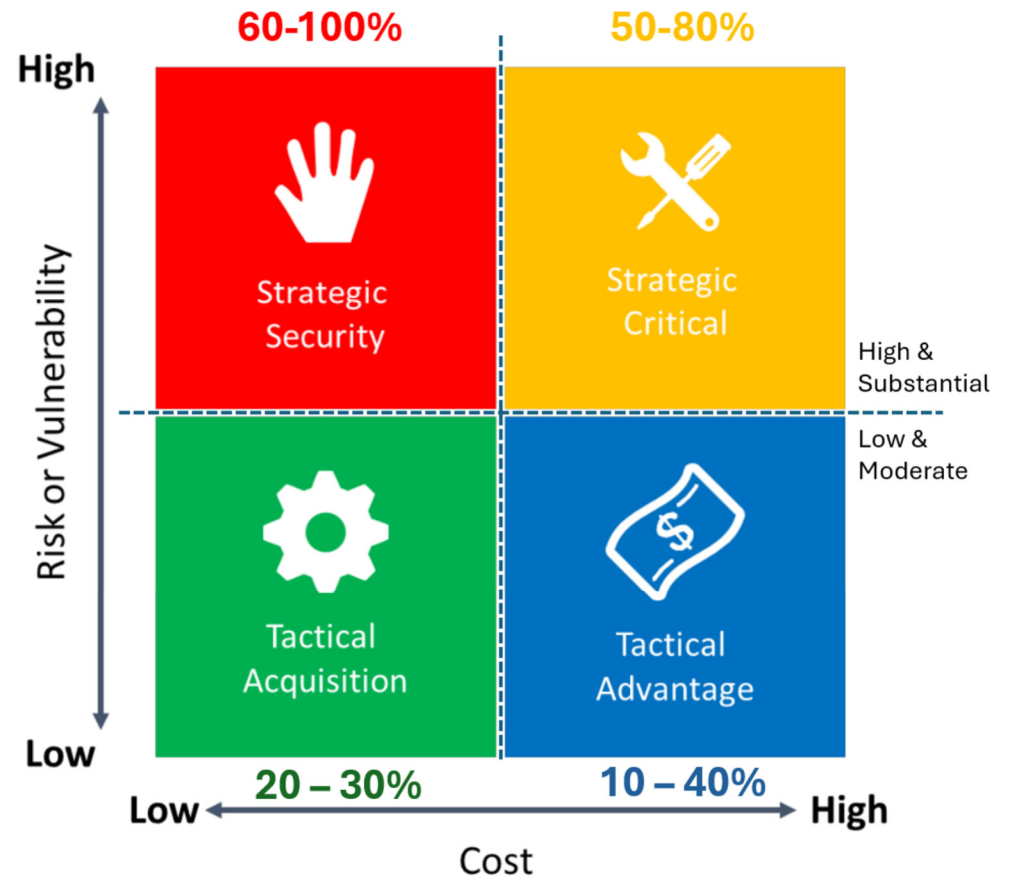 60-100%
50-80%
High
Strategic
Security
Strategic
Critical
Risk or Vulnerability
High &
Substantial
Low &
Moderate
$
Tactical
Acquisition
Tactical
Advantage
Low
20 – 30%
10 – 40%
Low
High
Cost